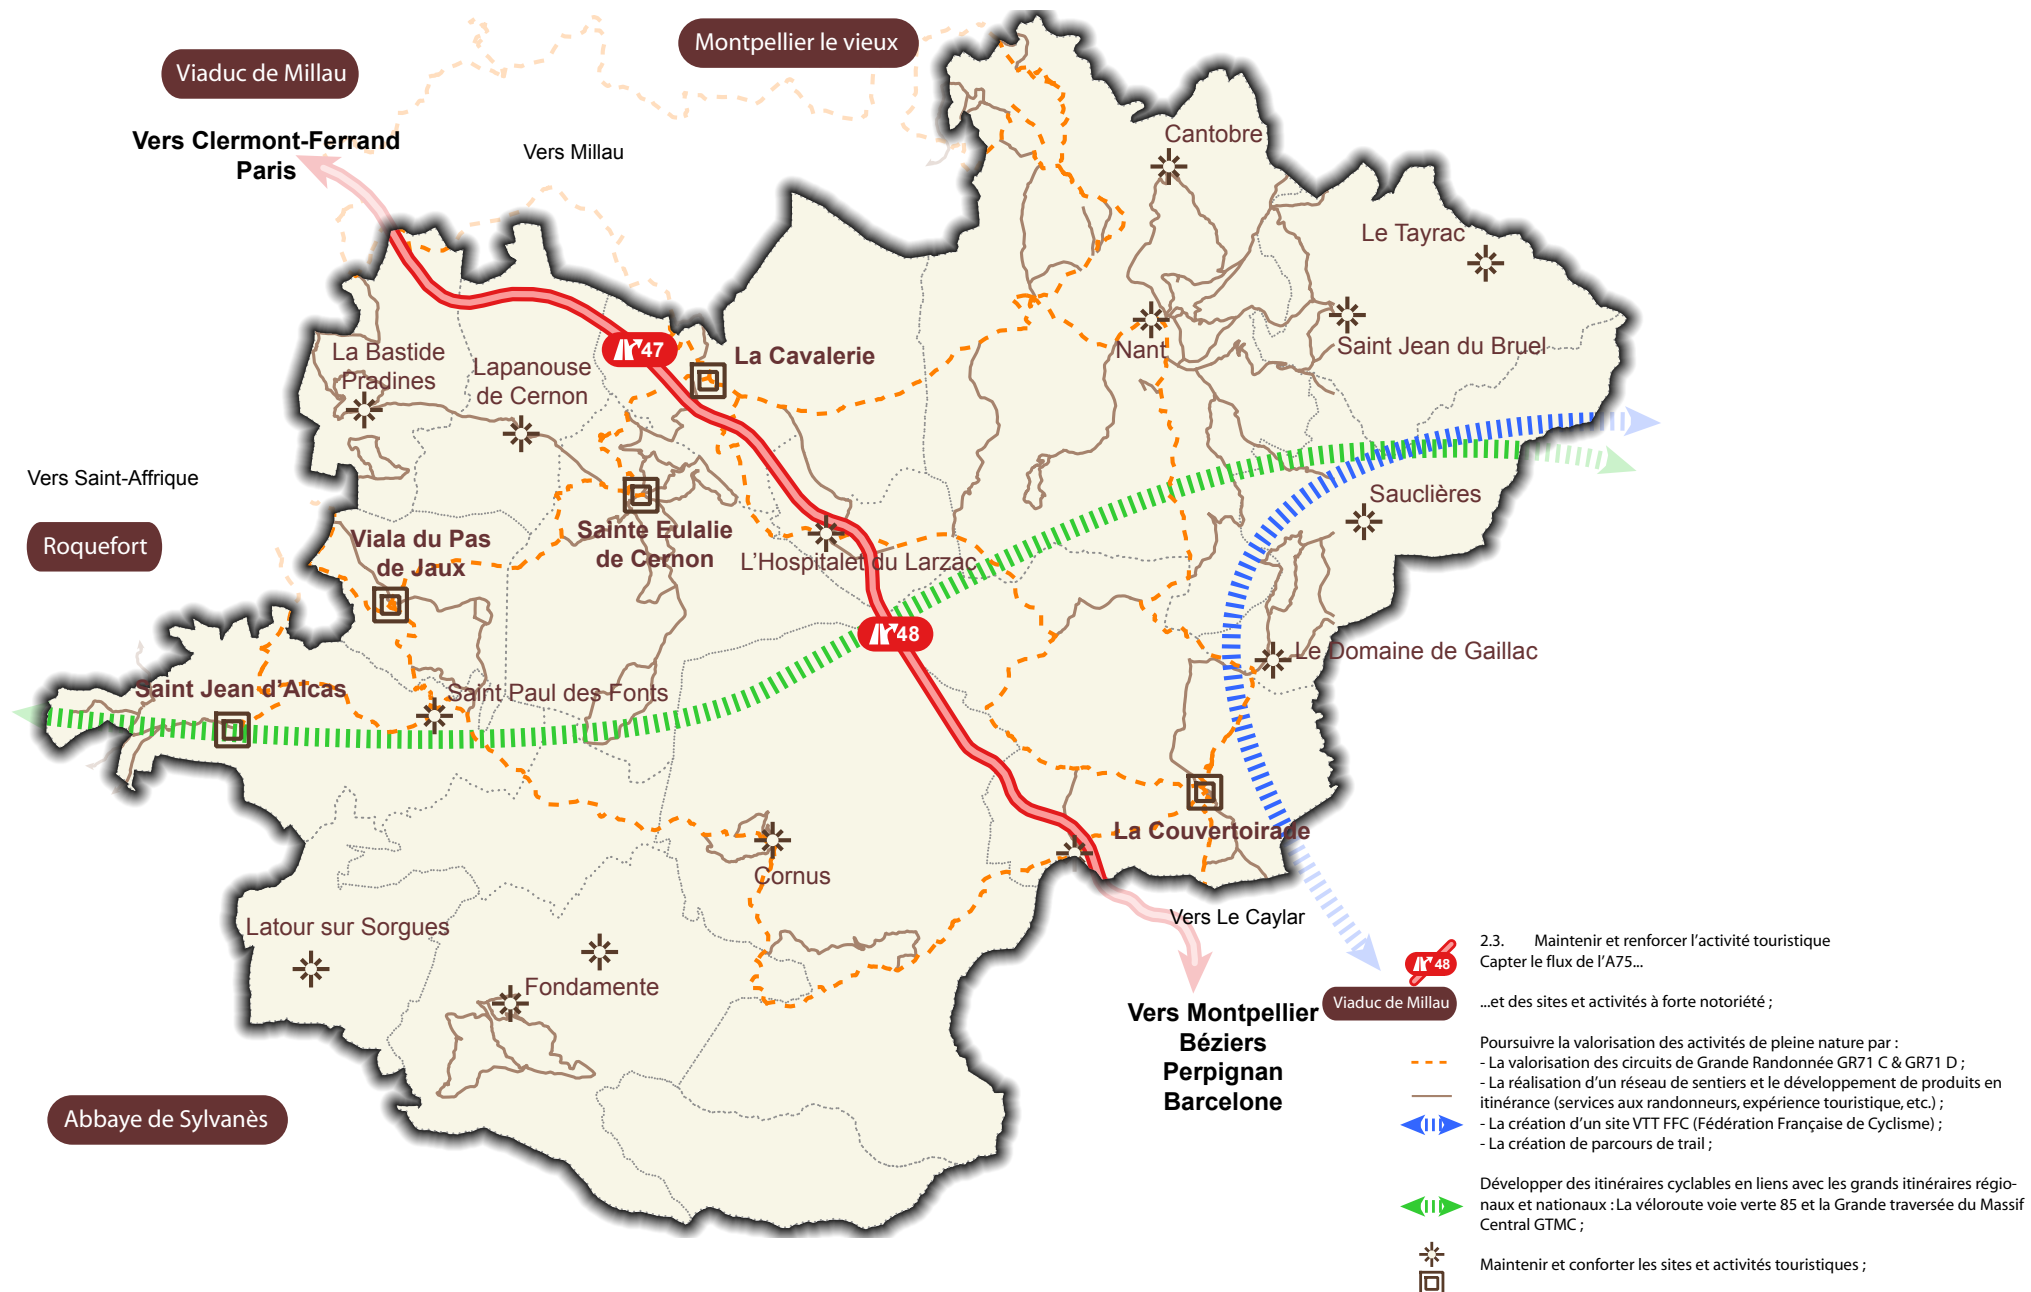 Montpellier le vieux
Viaduc de Millau
Vers Clermont-Ferrand
Paris
Vers Millau
Cantobre
Le Tayrac
47
La Cavalerie
La Bastide
Pradines
Lapanouse
de Cernon
Nant
Saint Jean du Bruel
Vers Saint-Affrique
Roquefort
Viala du Pas
de Jaux
Sainte Eulalie
de Cernon
L'Hospitalet du Larzac
Sauclières
48
Le Domaine de Gaillac
Saint Jean d'Alcas
Saint Paul des Fonts
La Couvertoirade
Cornus
Latour sur Sorgues
Fondamente
Vers Le Caylar
Vers Montpellier
Béziers
Perpignan
Barcelone
Abbaye de Sylvanès
2.3. Maintenir et renforcer l'activité touristique
48
Capter le flux de l'A75...
Viaduc de Millau
...et des sites et activités à forte notoriété ;
Poursuivre la valorisation des activités de pleine nature par :
- La valorisation des circuits de Grande Randonnée GR71 C & GR71 D ;
- La réalisation d'un réseau de sentiers et le développement de produits en
itinérance (services aux randonneurs, expérience touristique, etc.) ;
- La création d'un site VTT FFC (Fédération Française de Cyclisme) ;
- La création de parcours de trail ;
Développer des itinéraires cyclables en liens avec les grands itinéraires régio-
naux et nationaux : La véloroute voie verte 85 et la Grande traversée du Massif
Central GTMC ;
Maintenir et conforter les sites et activités touristiques ;